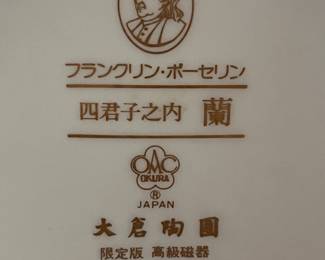 フランクリン・ポーセリン
四君子之内 蘭
OAC
OKURA
®
JAPAN
大倉陶園
限定版 高級磁器